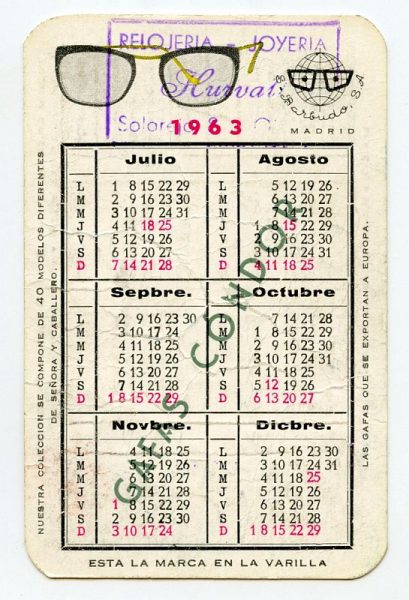 RELOJERIA - JOYERIA
Hurvat
B. Barbudo, S.A
MADRID
1963
Julio
L 1 8 15 22 29
M 2 9 16 23 30
M 3 10 17 24 31
J 4 11 18 25
V 5 12 19 26
S 6 13 20 27
D 7 14 21 28
Agosto
L 5 12 19 26
M 6 13 20 27
M 7 14 21 28
J 1 8 15 22 29
V 2 9 16 23 30
S 3 10 17 24 31
D 4 11 18 25
Sepbre.
L 2 9 16 23 30
M 3 10 17 24
M 4 11 18 25
J 5 12 19 26
V 6 13 20 27
S 7 14 21 28
D 1 8 15 22 29
Octubre
L 7 14 21 28
M 1 8 15 22 29
M 2 9 16 23 30
J 3 10 17 24 31
V 4 11 18 25
S 5 12 19 26
D 6 13 20 27
Novbre.
L 4 11 18 25
M 5 12 19 26
M 6 13 20 27
J 7 14 21 28
V 1 8 15 22 29
S 2 9 16 23 30
D 3 10 17 24
Dicbre.
L 2 9 16 23 30
M 3 10 17 24 31
M 4 11 18 25
J 5 12 19 26
V 6 13 20 27
S 7 14 21 28
D 1 8 15 22 29
GAFAS CONDOR
NUESTRA COLECCION SE COMPONE DE 40 MODELOS DIFERENTES
DE SEÑORA Y CABALLERO.
LAS GAFAS QUE SE EXPORTAN A EUROPA.
ESTA LA MARCA EN LA VARILLA